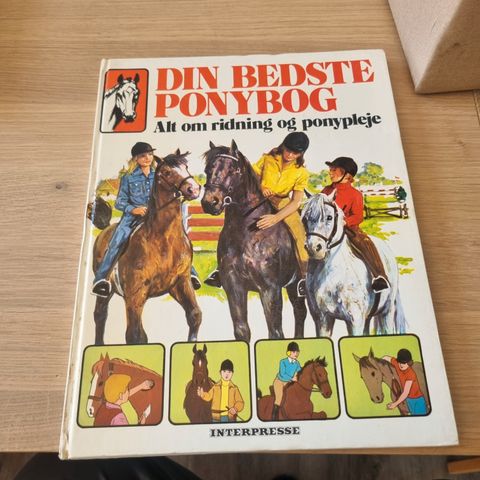 DIN BEDSTE
PONYBOG
Alt om ridning og ponypleje
INTERPRESSE